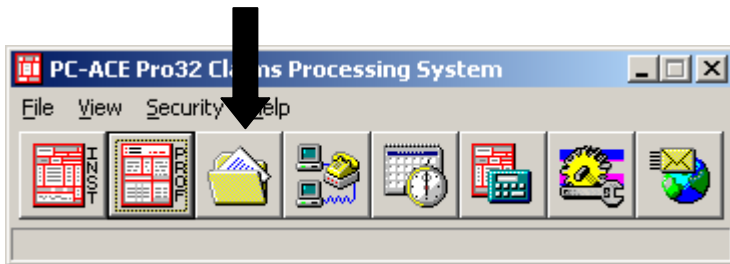 PC-ACE Pro32 Claims Processing System
File View Security Help
INST
PROF